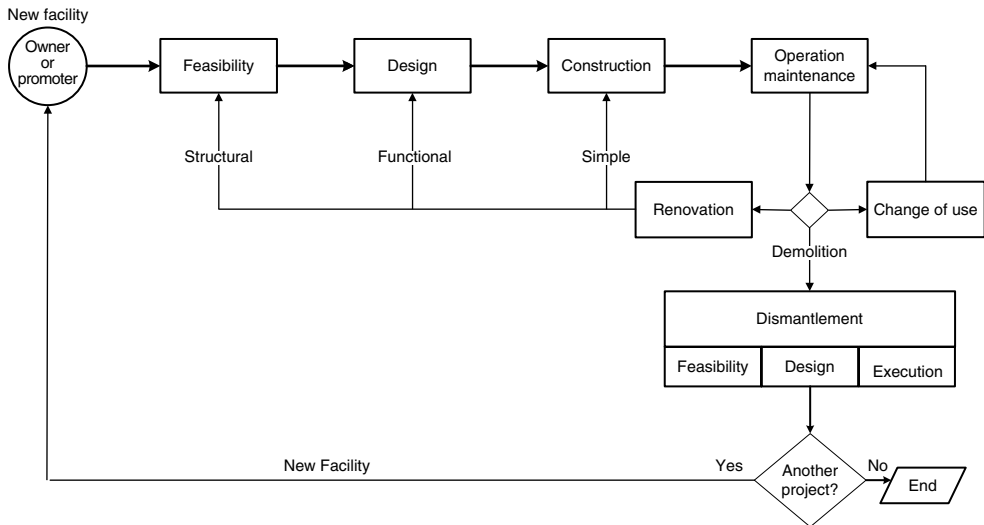 New facility
Owner
or
promoter
Feasibility
Design
Construction
Operation
maintenance
Structural
Functional
Simple
Renovation
Change of use
Demolition
Dismantlement
Feasibility
Design
Execution
New Facility
Yes
Another
project?
No
End